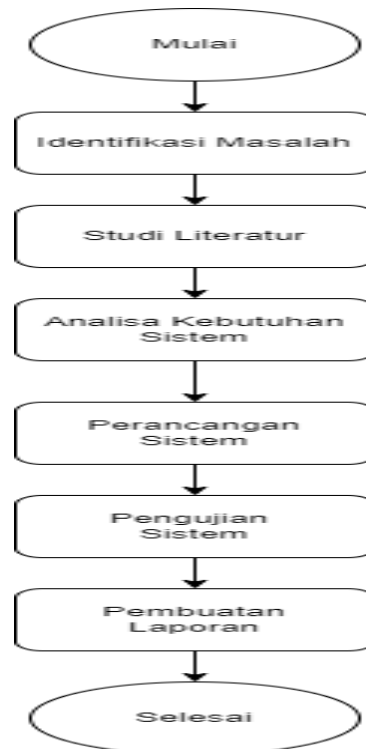 Mulai
Identifikasi Masalah
Studi Literatur
Analisa Kebutuhan
Sistem
Perancangan
Sistem
Pengujian
Sistem
Pembuatan
Laporan
Selesai